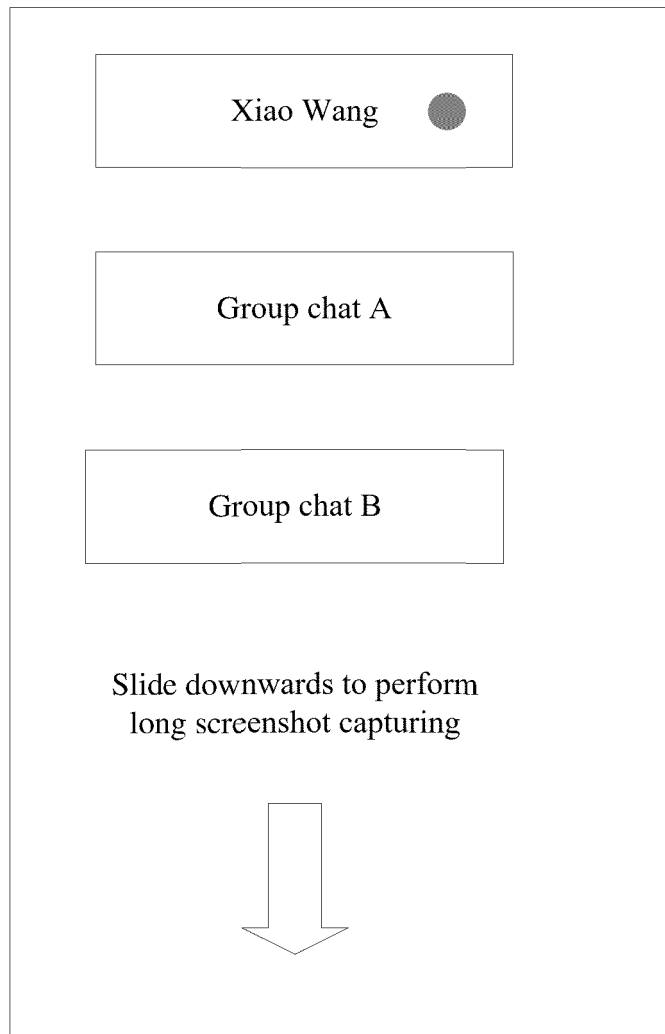 Xiao Wang
Group chat A
Group chat B
Slide downwards to perform
long screenshot capturing